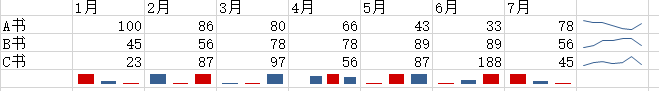 1月 2月 3月 4月 5月 6月 7月
A书 100 86 80 66 43 33 78
B书 45 56 78 78 89 89 56
C书 23 87 97 56 87 188 45